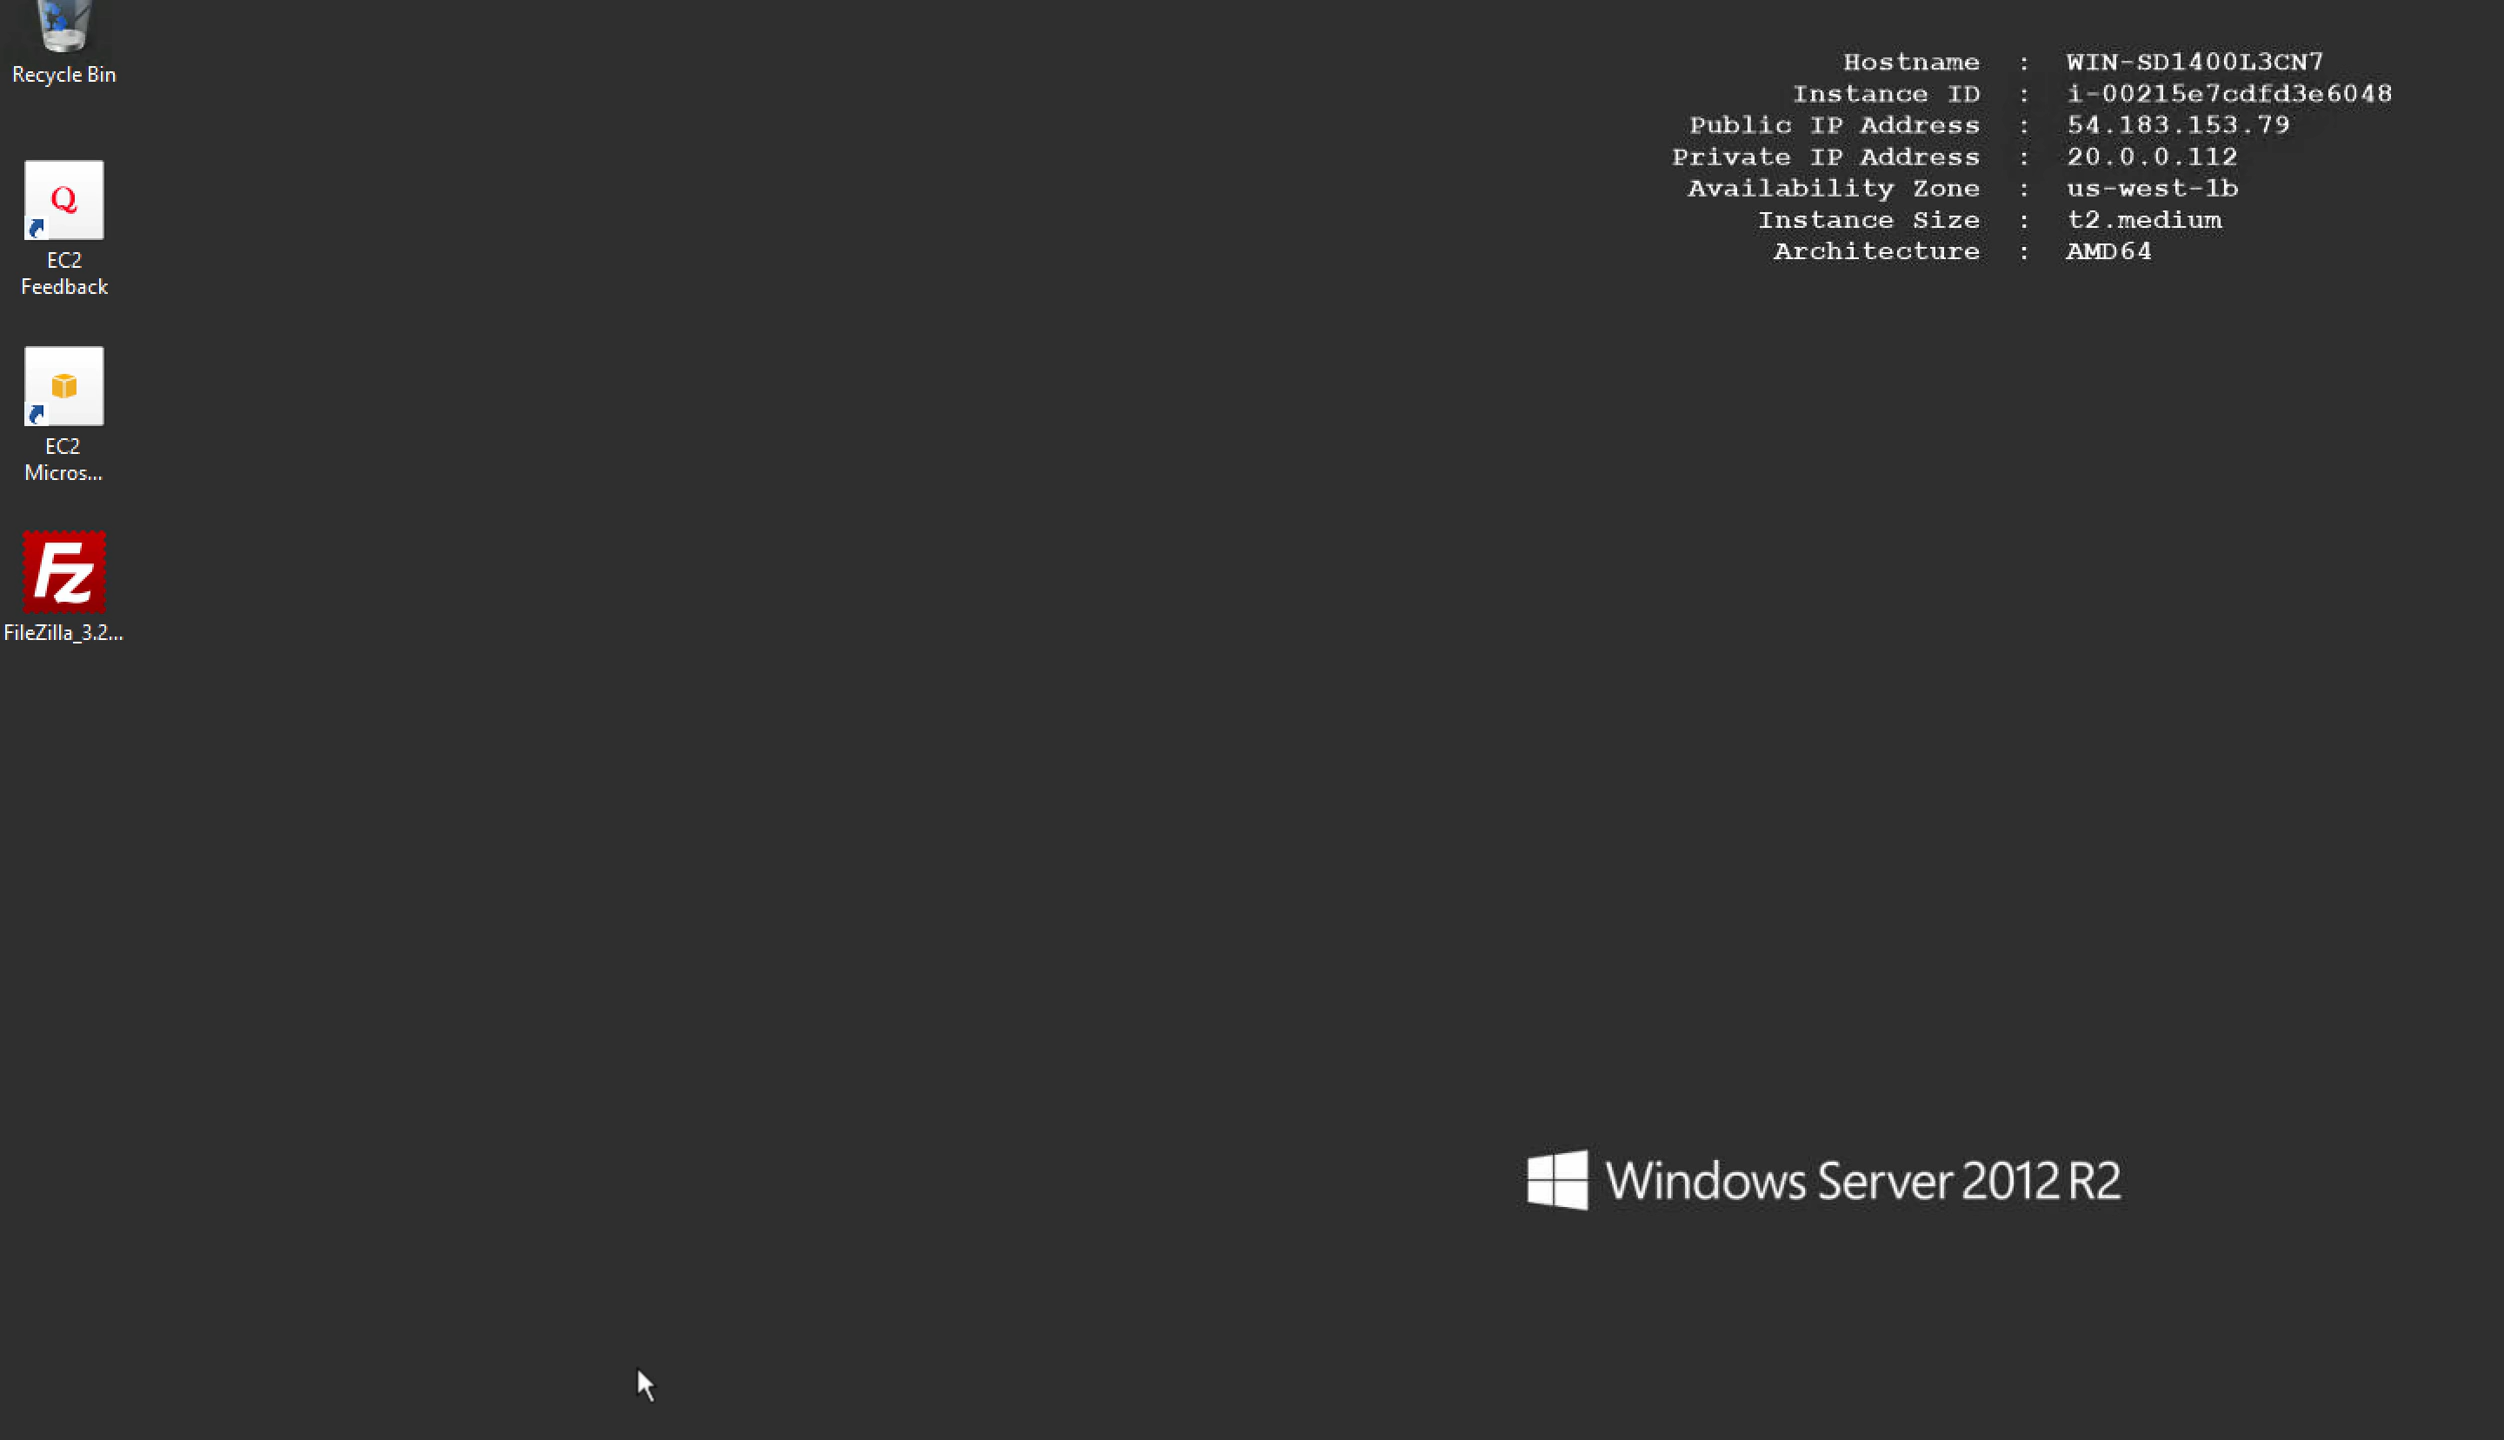 Recycle Bin
EC2
Feedback
EC2
Micros...
FileZilla_3.2...
Hostname : WIN-SD1400L3CN7
Instance ID : i-00215e7cdfd3e6048
Public IP Address : 54.183.153.79
Private IP Address : 20.0.0.112
Availability Zone : us-west-1b
Instance Size : t2.medium
Architecture : AMD64
Windows Server 2012 R2